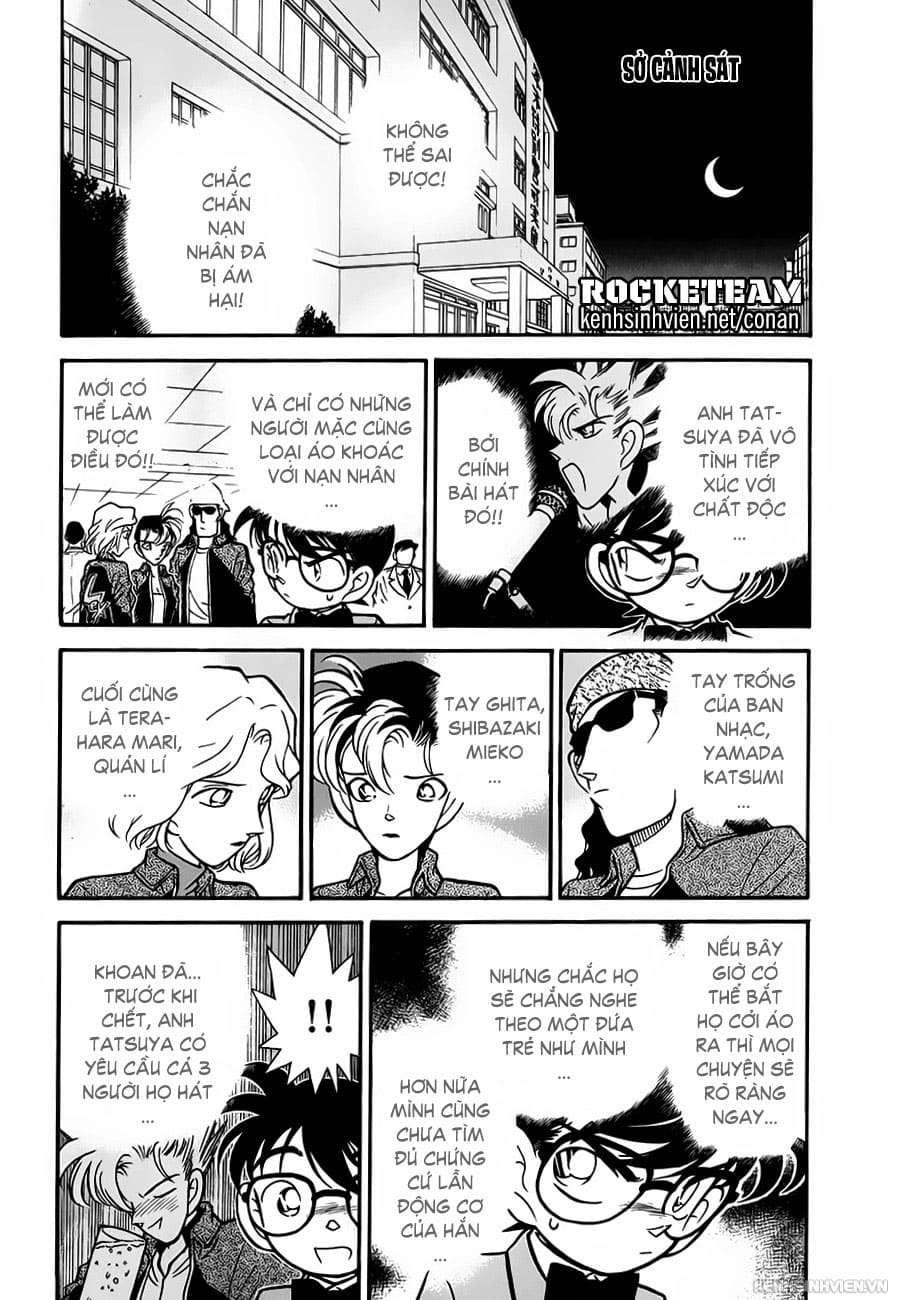 SỞ CẢNH SÁT
KHÔNG
THỂ SAI
ĐƯỢC!
CHẮC
CHẮN
NẠN
NHÂN ĐÃ
BỊ ÁM
HẠI!
ROCKETEAM
kenhsinhvien.net/conan
ANH TAT-
SUYA ĐÃ VÔ
TÌNH TIẾP
XÚC VỚI
CHẤT ĐỘC
...
BỞI
CHÍNH
BÀI HÁT
ĐÓ!!
VÀ CHỈ CÓ NHỮNG
NGƯỜI MẶC CÙNG
LOẠI ÁO KHOÁC
VỚI NẠN NHÂN
...
MỚI CÓ
THỂ LÀM
ĐƯỢC
ĐIỀU ĐÓ!!
TAY TRỐNG
CỦA BAN
NHẠC,
YAMADA
KATSUMI
...
TAY GHITA,
SHIBAZAKI
MIEKO
...
CUỐI CÙNG
LÀ TERA-
HARA MARI,
QUẢN LÍ
...
NẾU BÂY
GIỜ CÓ
THỂ BẮT
HỌ CỞI ÁO
RA THÌ MỌI
CHUYỆN SẼ
RÕ RÀNG
NGAY...
NHƯNG CHẮC HỌ
SẼ CHẲNG NGHE
THEO MỘT ĐỨA
TRẺ NHƯ MÌNH
...
HƠN NỮA
MÌNH CŨNG
CHƯA TÌM
ĐỦ CHỨNG
CỨ LẪN
ĐỘNG CƠ
CỦA HẮN
...
!!
KHOAN ĐÃ...
TRƯỚC KHI
CHẾT, ANH
TATSUYA CÓ
YÊU CẦU CẢ 3
NGƯỜI HỌ HÁT
...
KENHSINHVIEN.VN